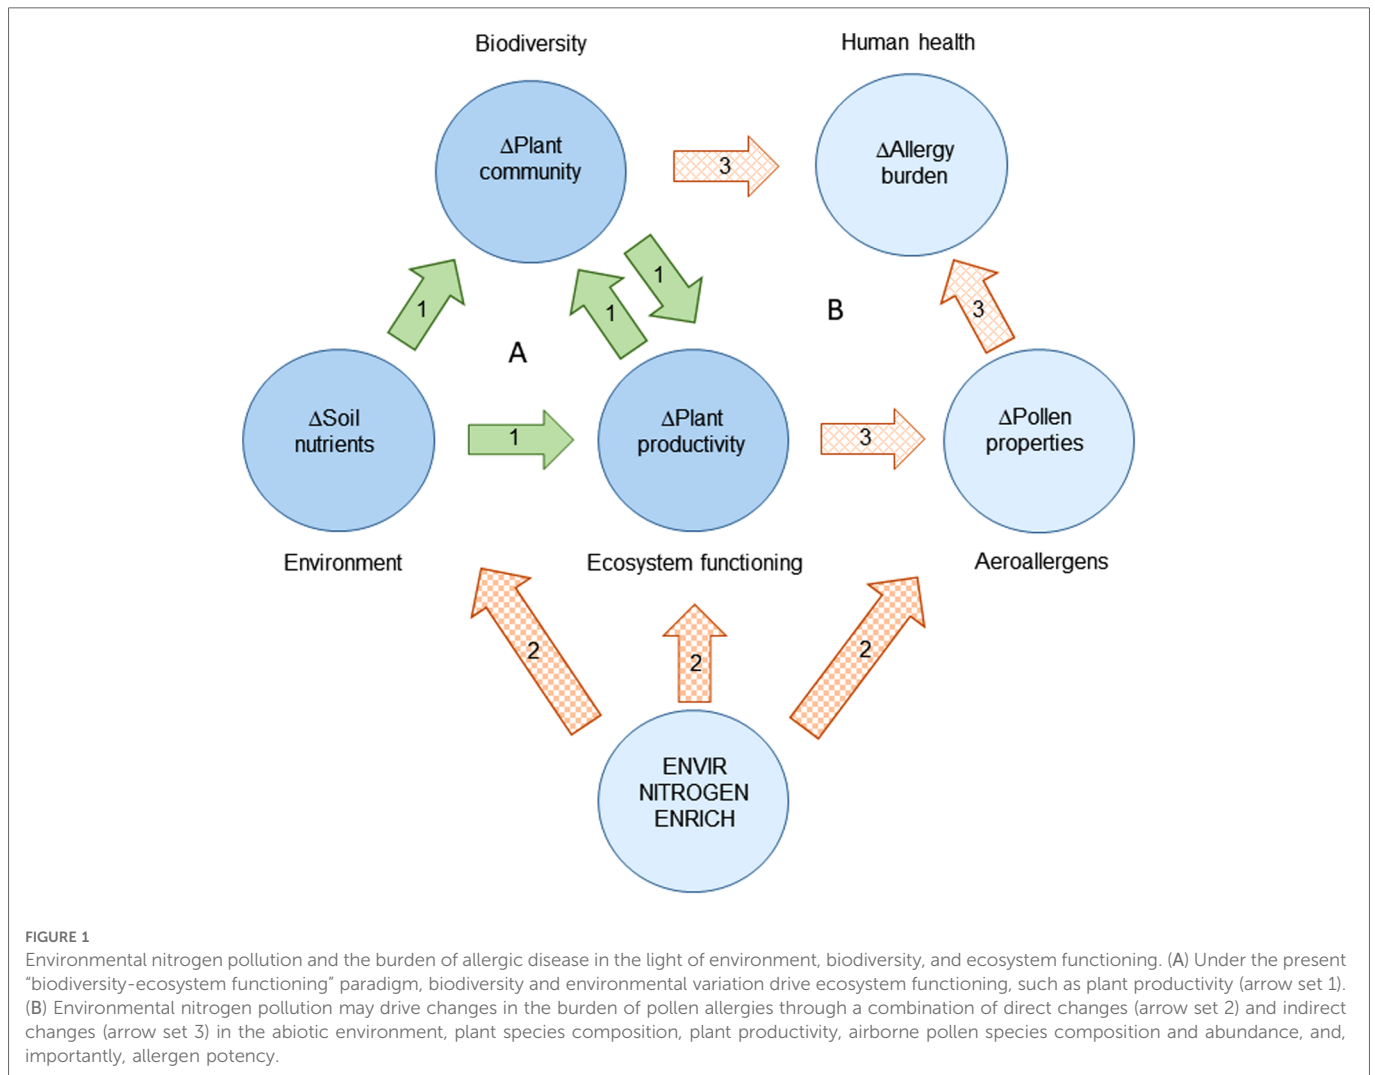 Biodiversity
Human health
ΔPlant
community
3
ΔAllergy
burden
1
1
1
3
A
B
ΔSoil
nutrients
1
ΔPlant
productivity
3
ΔPollen
properties
Environment
Ecosystem functioning
Aeroallergens
2
2
2
ENVIR
NITROGEN
ENRICH
FIGURE 1
Environmental nitrogen pollution and the burden of allergic disease in the light of environment, biodiversity, and ecosystem functioning. (A) Under the present
“biodiversity-ecosystem functioning” paradigm, biodiversity and environmental variation drive ecosystem functioning, such as plant productivity (arrow set 1).
(B) Environmental nitrogen pollution may drive changes in the burden of pollen allergies through a combination of direct changes (arrow set 2) and indirect
changes (arrow set 3) in the abiotic environment, plant species composition, plant productivity, airborne pollen species composition and abundance, and,
importantly, allergen potency.